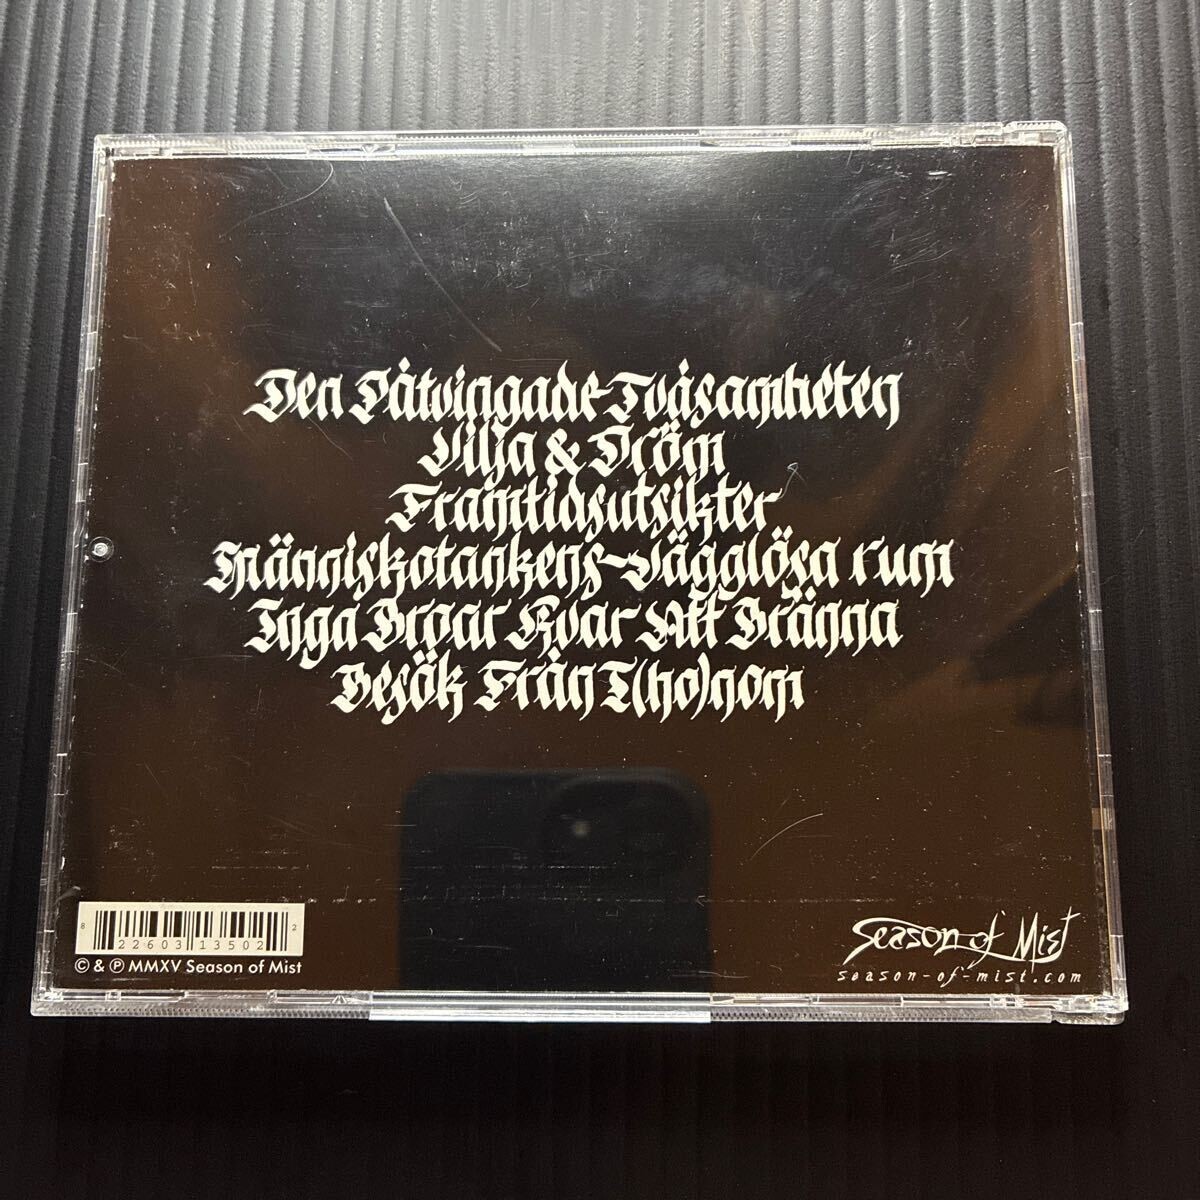 Den Påtvingade Tvåsamheten
Vilja & Dröm
Framtidsutsikter
Människotankens Vägglösa rum
Inga Broar Kvar Att Bränna
Besök Från E(ho)nom
8 22603 13502 2
© & ℗ MMXV Season of Mist
Season of Mist
season-of-mist.com